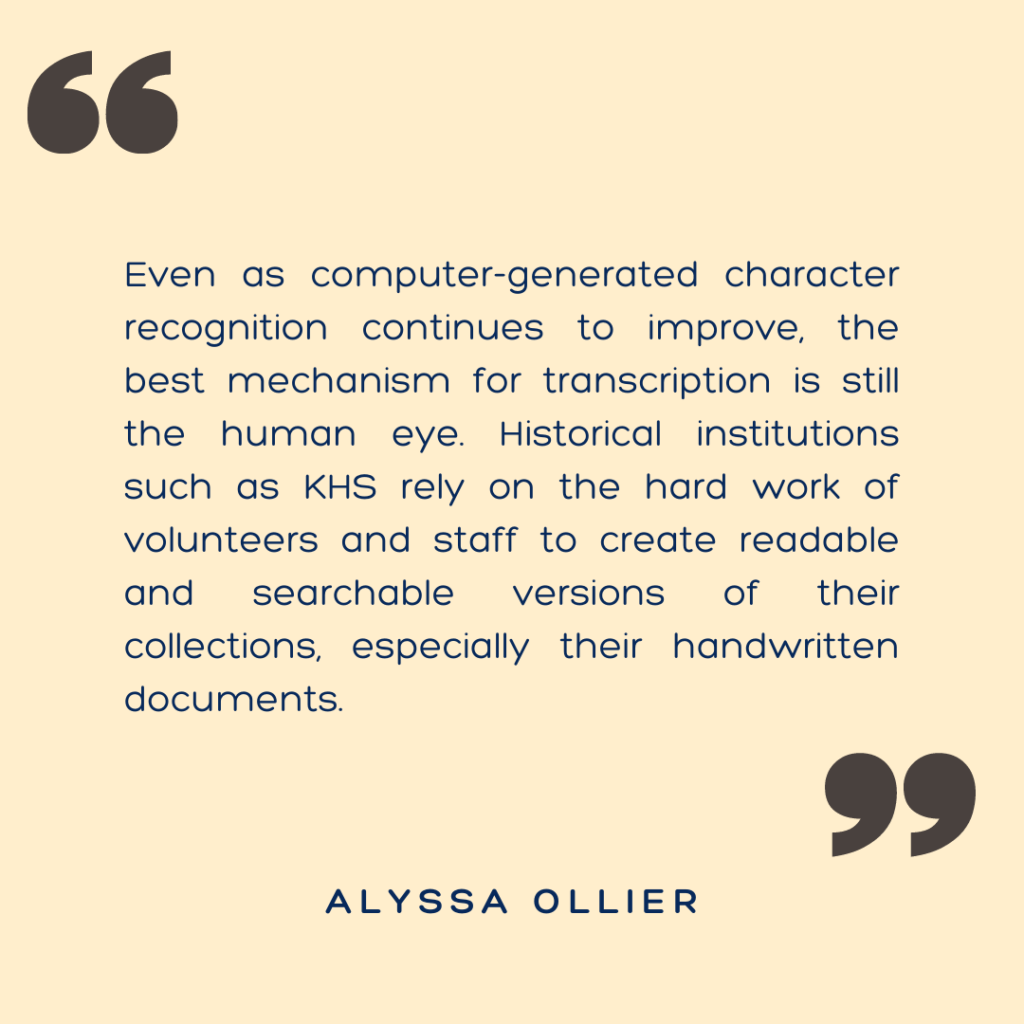 “
Even as computer-generated character
recognition continues to improve, the
best mechanism for transcription is still
the human eye. Historical institutions
such as KHS rely on the hard work of
volunteers and staff to create readable
and searchable versions of their
collections, especially their handwritten
documents.
”
ALYSSA OLLIER